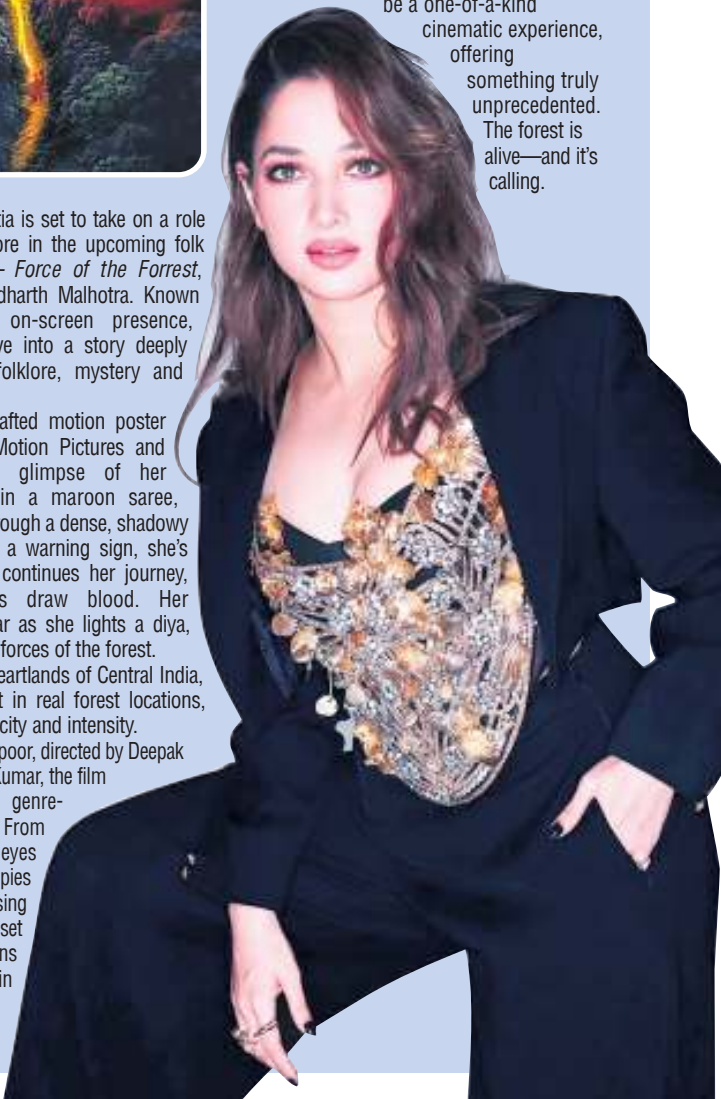 tia is set to take on a role
ore in the upcoming folk
- Force of the Forrest,
dharth Malhotra. Known
on-screen presence,
ve into a story deeply
folklore, mystery and
afted motion poster
Motion Pictures and
glimpse of her
in a maroon saree,
ough a dense, shadowy
a warning sign, she's
continues her journey,
s draw blood. Her
ar as she lights a diya,
forces of the forest.
eartlands of Central India,
t in real forest locations,
city and intensity.
poor, directed by Deepak
Kumar, the film
genre-
From
eyes
pies
sing
set
ns
in
be a one-of-a-kind
cinematic experience,
offering
something truly
unprecedented.
The forest is
alive—and it's
calling.